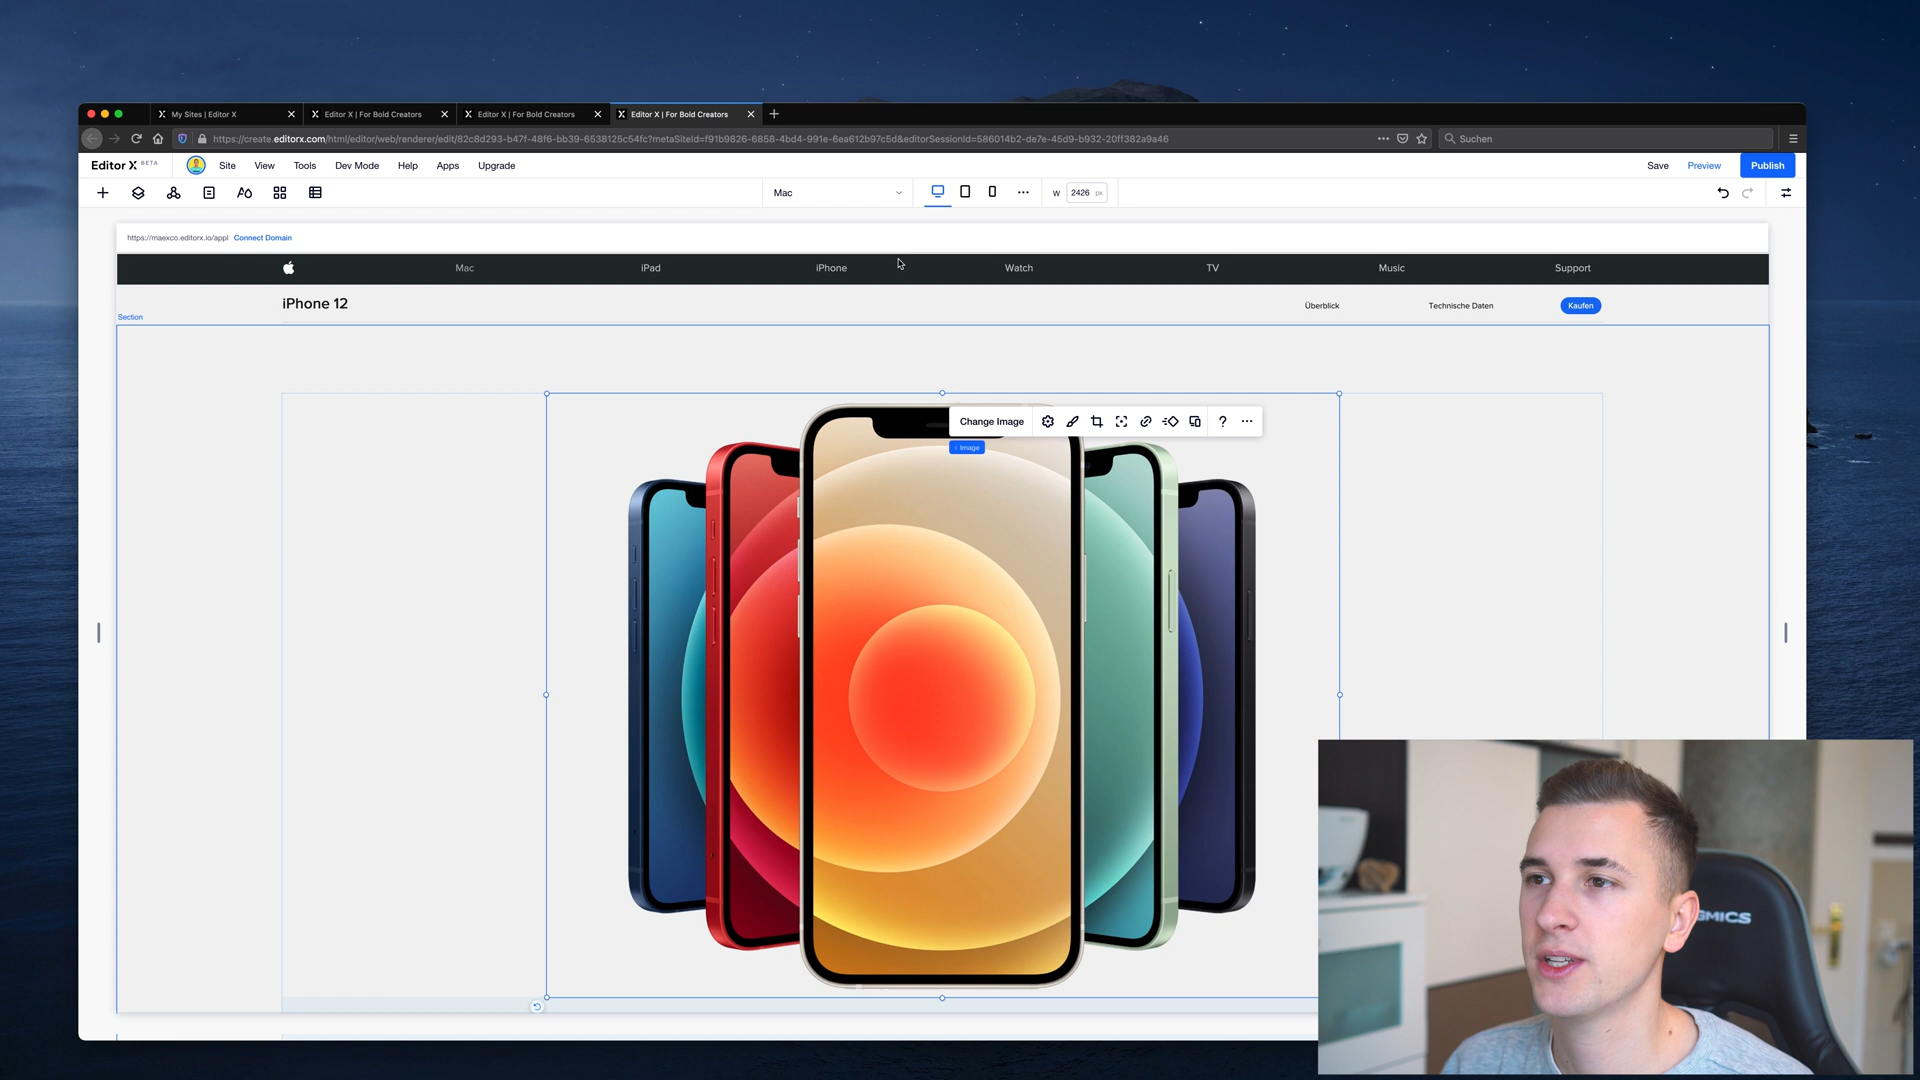 My Sites | Editor X
Editor X | For Bold Creators
Editor X | For Bold Creators
Editor X | For Bold Creators
https://create.editorx.com/html/editor/web/renderer/edit/82c8d293-b47f-48f6-bb39-6538125c54fc?metaSiteId=f91b9826-6858-4bd4-991e-6ea612b97c5d&editorSessionId=586014b2-de7e-45d9-b932-20ff382a9a46
Suchen
Editor X BETA
Site
View
Tools
Dev Mode
Help
Apps
Upgrade
Save
Preview
Publish
Mac
W 2426 px
https://maexco.editorx.io/appl Connect Domain
Mac
iPad
iPhone
Watch
TV
Music
Support
iPhone 12
Überblick
Technische Daten
Kaufen
Section
Change Image
?
‹ Image